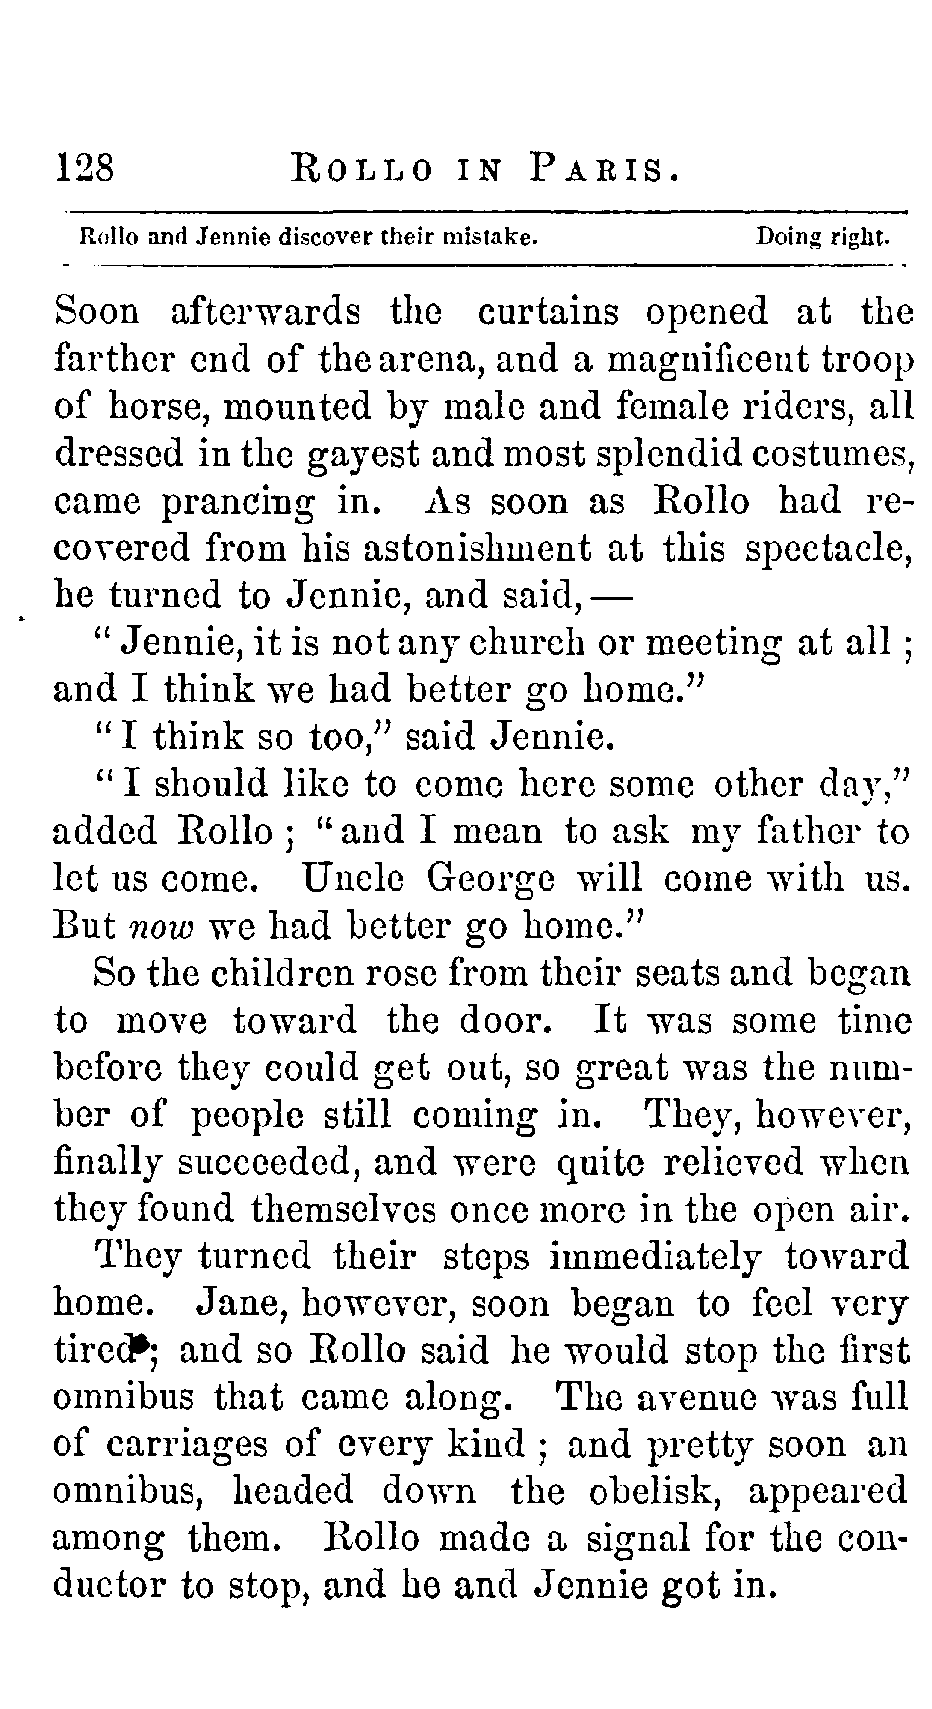 128 ROLLO IN PARIS.
Rollo and Jennie discover their mistake. Doing right.
Soon afterwards the curtains opened at the
farther end of the arena, and a magnificent troop
of horse, mounted by male and female riders, all
dressed in the gayest and most splendid costumes,
came prancing in. As soon as Rollo had re-
covered from his astonishment at this spectacle,
he turned to Jennie, and said,—
“Jennie, it is not any church or meeting at all ;
and I think we had better go home.”
“I think so too,” said Jennie.
“I should like to come here some other day,”
added Rollo ; “and I mean to ask my father to
let us come. Uncle George will come with us.
But now we had better go home.”
So the children rose from their seats and began
to move toward the door. It was some time
before they could get out, so great was the num-
ber of people still coming in. They, however,
finally succeeded, and were quite relieved when
they found themselves once more in the open air.
They turned their steps immediately toward
home. Jane, however, soon began to feel very
tired ; and so Rollo said he would stop the first
omnibus that came along. The avenue was full
of carriages of every kind ; and pretty soon an
omnibus, headed down the obelisk, appeared
among them. Rollo made a signal for the con-
ductor to stop, and he and Jennie got in.